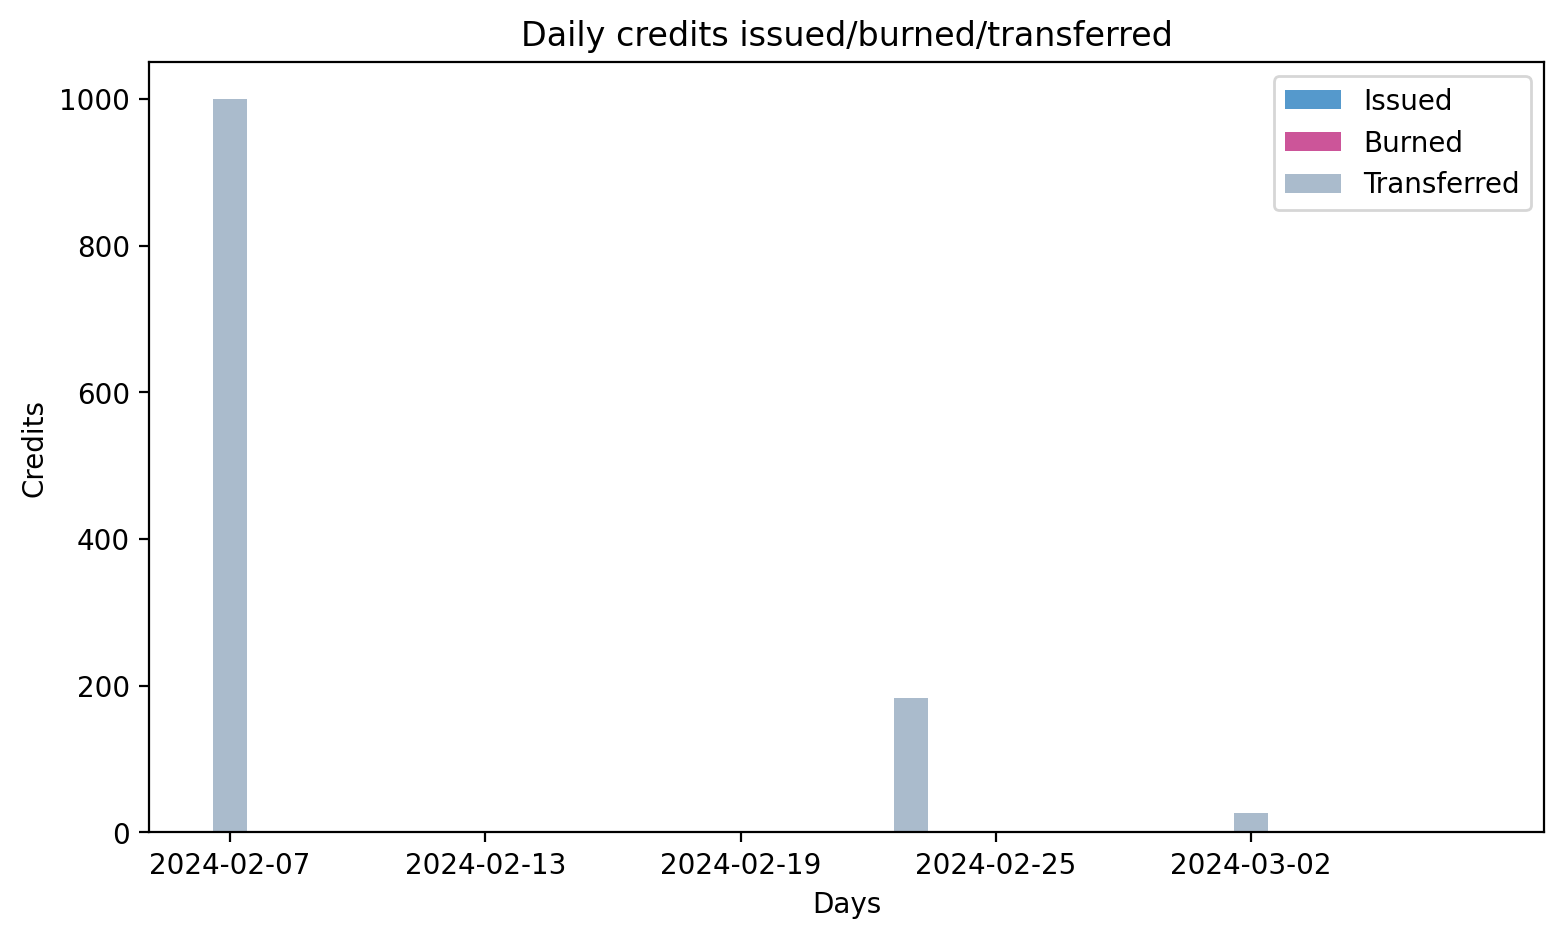 Daily credits issued/burned/transferred
Issued
Burned
Transferred
1000
800
600
400
200
0
Credits
2024-02-07
2024-02-13
2024-02-19
2024-02-25
2024-03-02
Days